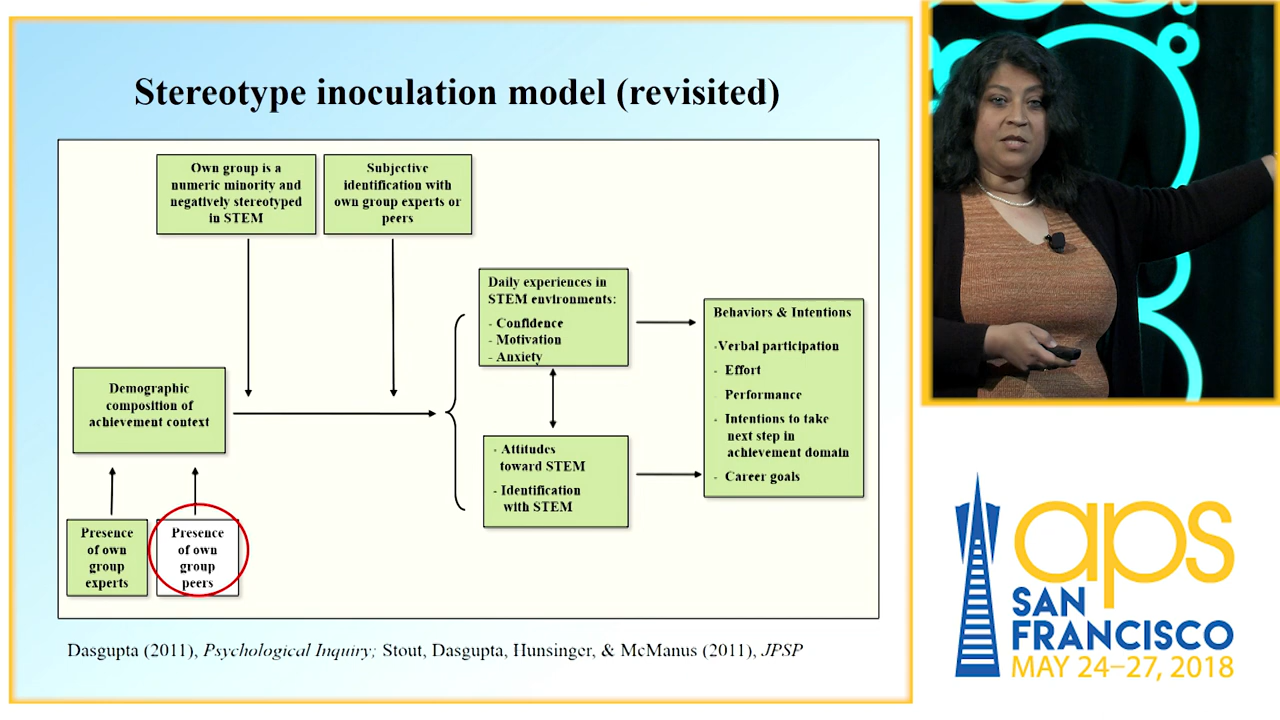 Stereotype inoculation model (revisited)
Own group is a
numeric minority and
negatively stereotyped
in STEM
Subjective
identification with
own group experts or
peers
Daily experiences in
STEM environments:
- Confidence
- Motivation
- Anxiety
Behaviors & Intentions
-Verbal participation
- Effort
Performance
- Intentions to take
next step in
achievement domain
- Career goals
Demographic
composition of
achievement context
- Attitudes
toward STEM
- Identification
with STEM
Presence
of own
group
experts
Presence
of own
group
peers
Dasgupta (2011), Psychological Inquiry; Stout, Dasgupta, Hunsinger, & McManus (2011), JPSP
aps
SAN
FRANCISCO
MAY 24–27, 2018